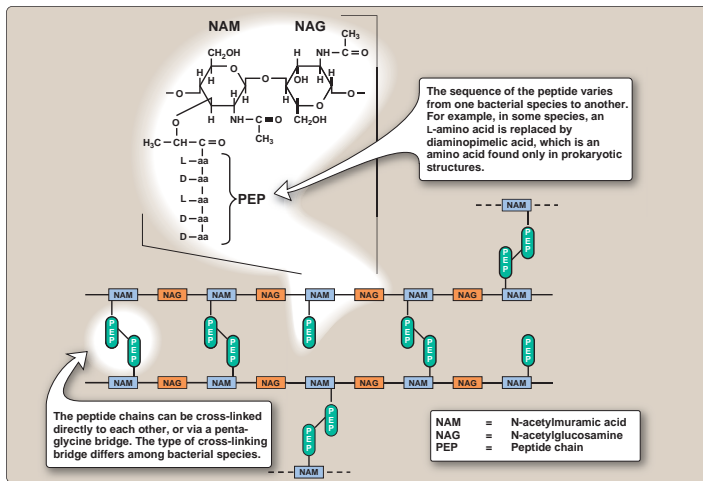 NAM NAG
CH3
CH2OH H NH C O
H O H OH H
H O O
O O
H
H NH C O H O
O CH2OH
CH3
H3C CH C O
L aa
D aa
L aa PEP
D aa
D aa
The sequence of the peptide varies
from one bacterial species to another.
For example, in some species, an
L-amino acid is replaced by
diaminopimelic acid, which is an
amino acid found only in prokaryotic
structures.
NAM
PEP
PEP
NAM NAG NAM NAG NAM NAG NAM NAG NAM
PEP PEP PEP PEP
PEP PEP PEP
NAM NAG NAM NAG NAM NAG NAM NAG NAM
The peptide chains can be cross-linked
directly to each other, or via a penta-
glycine bridge. The type of cross-linking
bridge differs among bacterial species.
PEP
PEP
NAM
NAM = N-acetylmuramic acid
NAG = N-acetylglucosamine
PEP = Peptide chain